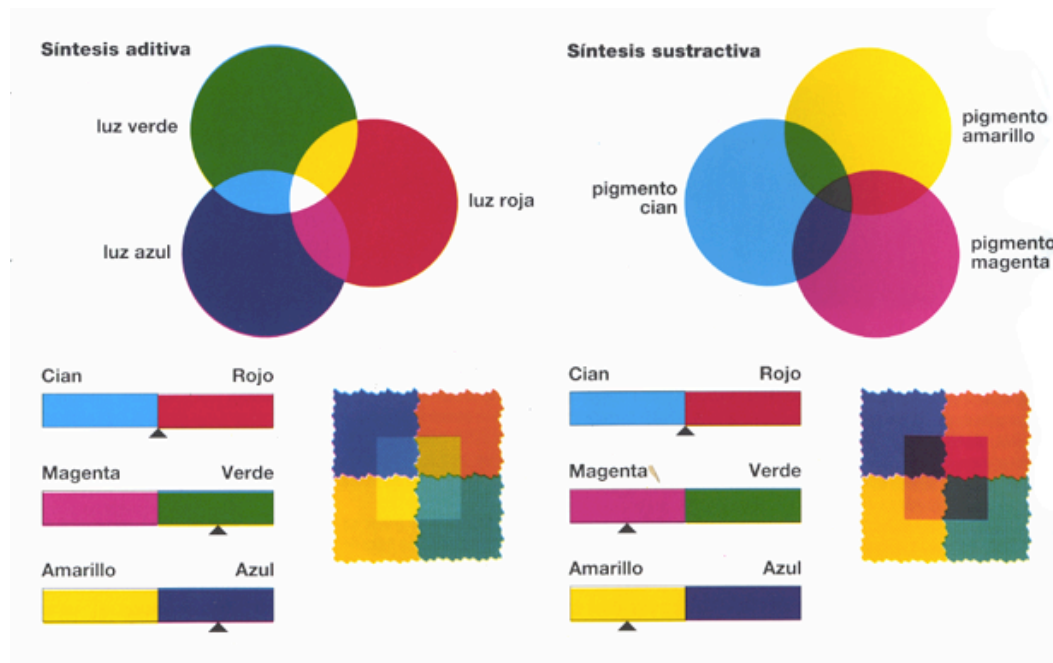 Síntesis aditiva
luz verde
luz roja
luz azul
Cian Rojo
Magenta Verde
Amarillo Azul
Síntesis sustractiva
pigmento
amarillo
pigmento
cian
pigmento
magenta
Cian Rojo
Magenta Verde
Amarillo Azul